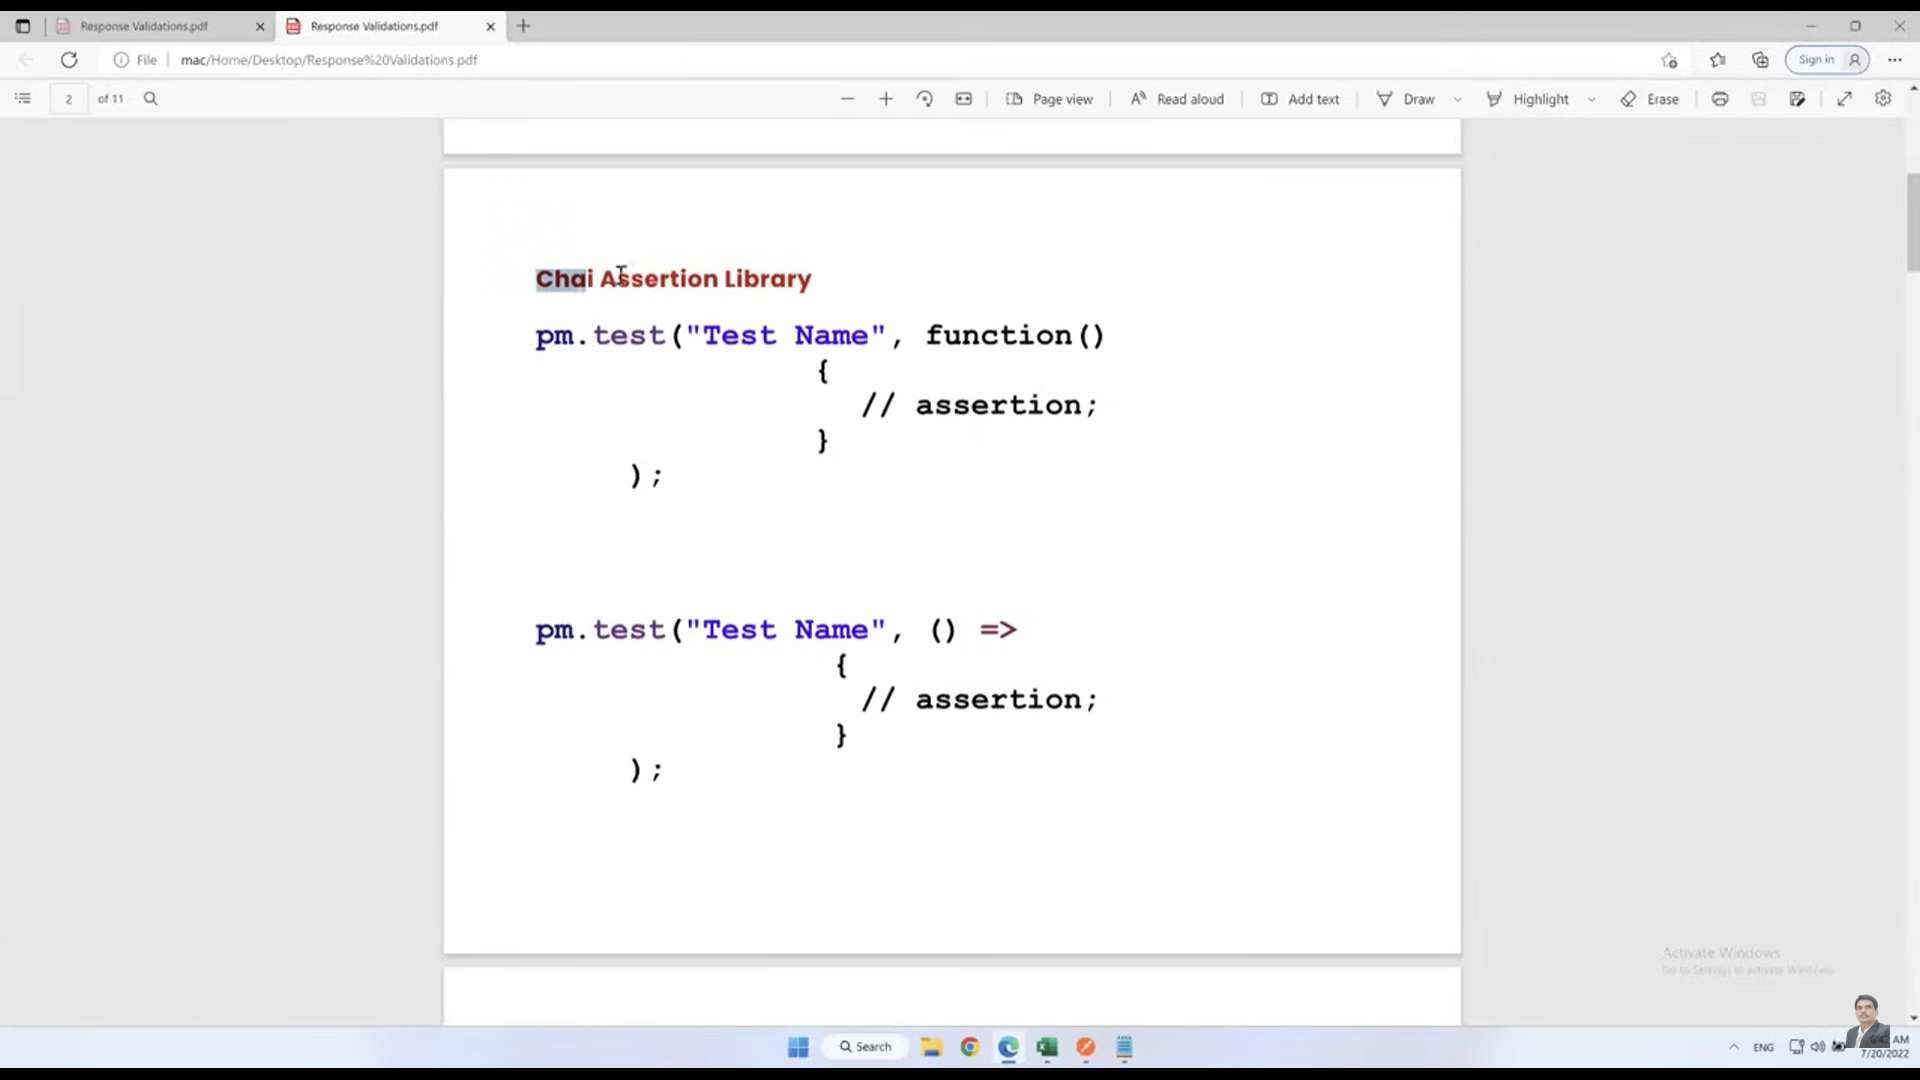 Response Validations.pdf
Response Validations.pdf
File mac/Home/Desktop/Response%20Validations.pdf Sign in
2 of 11 Page view Read aloud Add text Draw Highlight Erase
Chai Assertion Library
pm.test("Test Name", function()
{
// assertion;
}
);
pm.test("Test Name", () =>
{
// assertion;
}
);
Activate Windows
Go to Settings to activate Windows.
Search
ENG
AM
7/20/2022